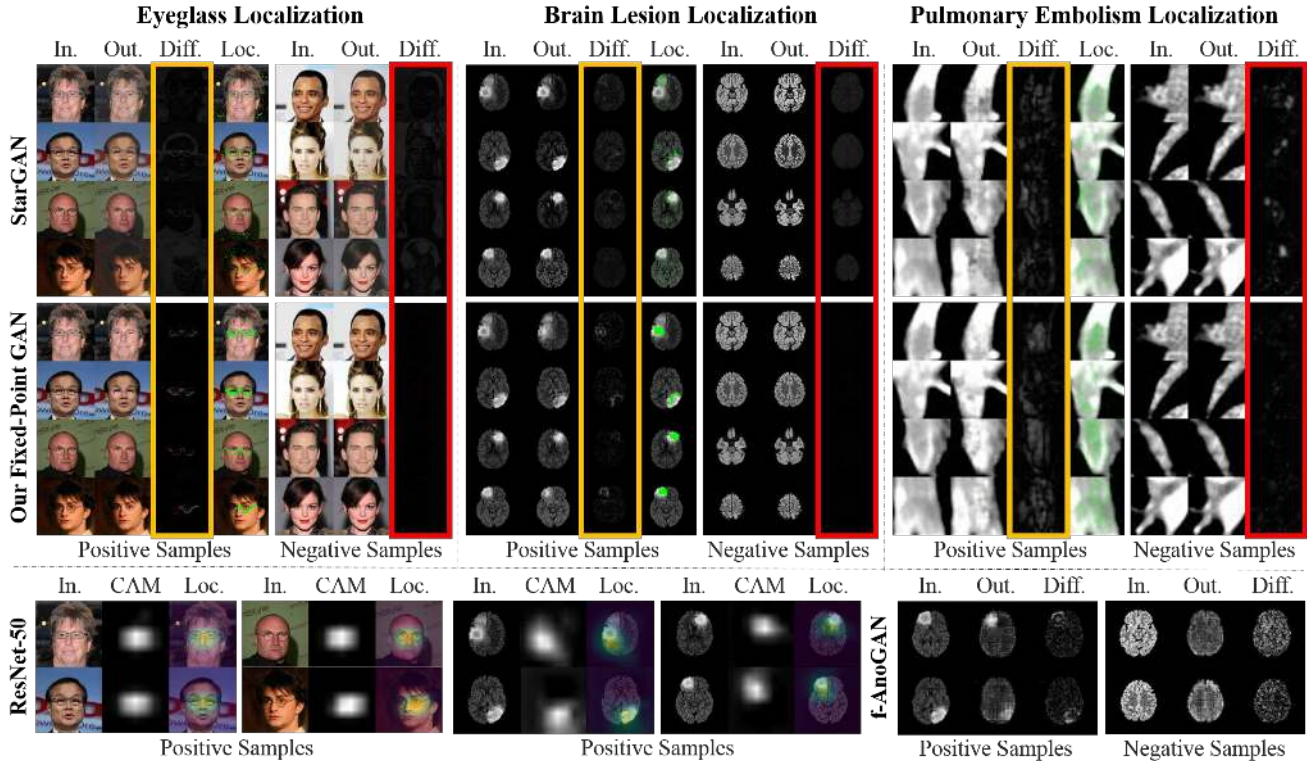 Eyeglass Localization
Brain Lesion Localization
Pulmonary Embolism Localization
In. Out. Diff. Loc. In. Out. Diff.
In. Out. Diff. Loc. In. Out. Diff.
In. Out. Diff. Loc. In. Out. Diff.
StarGAN
Our Fixed-Point GAN
Positive Samples
Negative Samples
Positive Samples
Negative Samples
Positive Samples
Negative Samples
In. CAM Loc. In. CAM Loc.
In. CAM Loc. In. CAM Loc.
In. Out. Diff. In. Out. Diff.
ResNet-50
f-AnoGAN
Positive Samples
Positive Samples
Positive Samples
Negative Samples